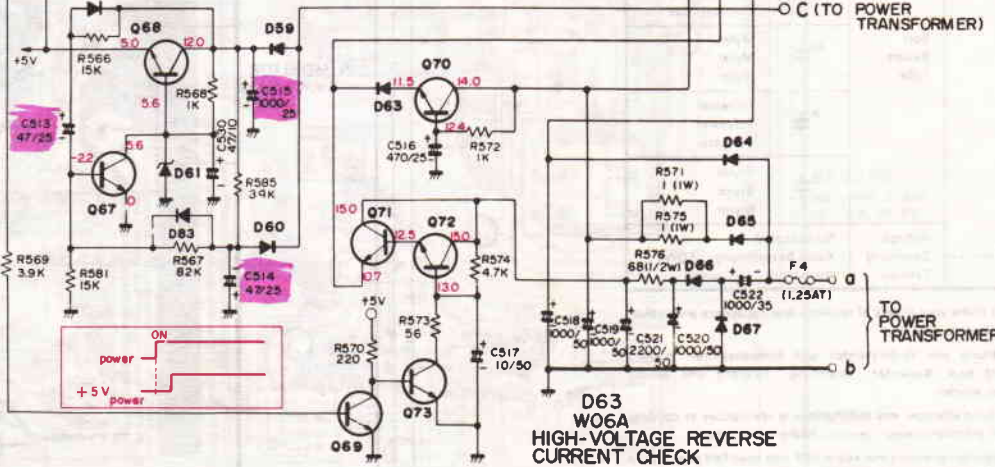 C (TO POWER
TRANSFORMER)
Q68
D59
5.0
12.0
+5V
R566
15K
R568
1K
C515
1000/
25
11.5
Q70
14.0
D63
5.6
C513
47/25
C530
47/10
12.4
C516
470/25
R572
1K
D64
R571
1 (1W)
-2.2
5.6
D61
Q67
0
R585
39K
R575
1 (1W)
D65
D83
D60
15.0
Q71
Q72
12.5
15.0
R569
3.9K
R581
15K
R567
82K
C514
47/25
10.7
R574
4.7K
R576
68(1/2W)
D66
F4
a
C522
1000/35
(1.25AT)
13.0
+5V
ON
power
+5V
power
R573
56
R570
220
C517
10/50
C518
1000/
50
C519
1000/
50
C521
2200/
50
C520
1000/50
D67
TO
POWER
TRANSFORMER
b
Q73
Q69
D63
W06A
HIGH-VOLTAGE REVERSE
CURRENT CHECK